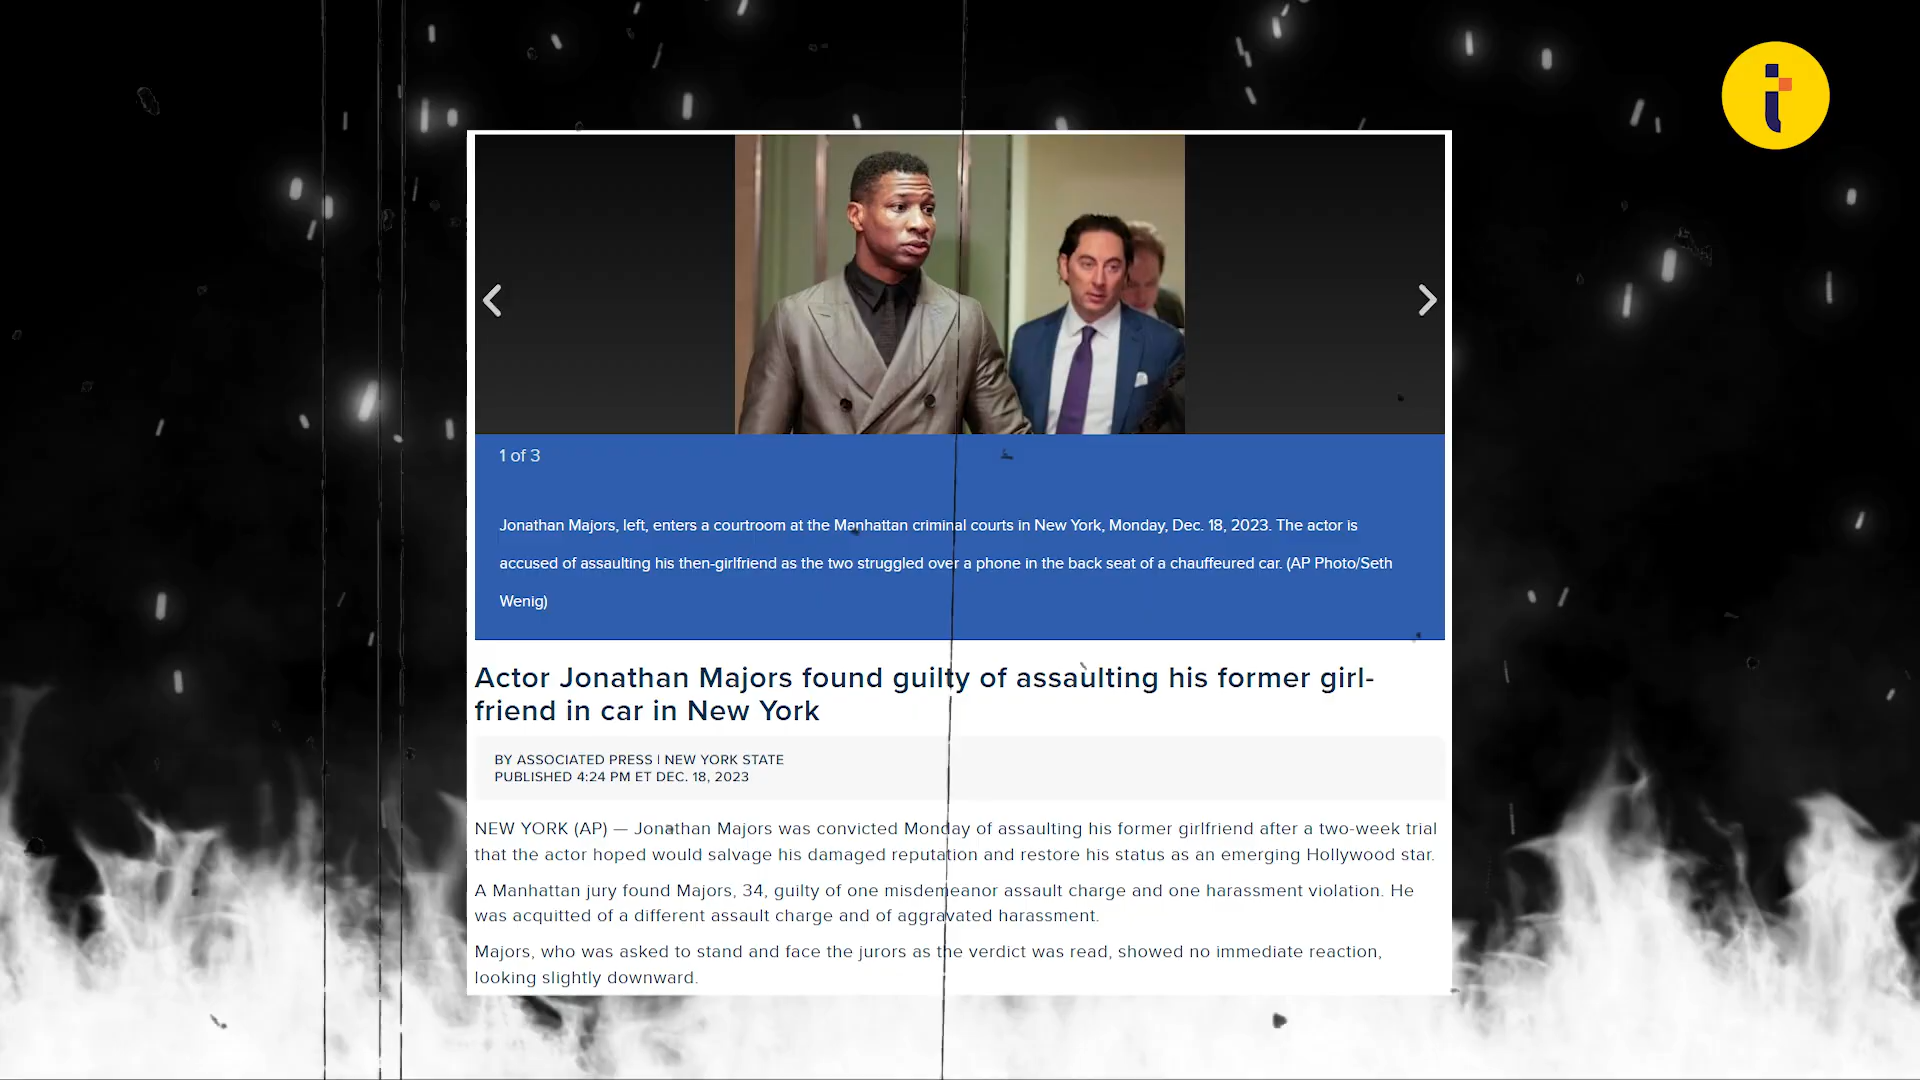 1 of 3
Jonathan Majors, left, enters a courtroom at the Manhattan criminal courts in New York, Monday, Dec. 18, 2023. The actor is
accused of assaulting his then-girlfriend as the two struggled over a phone in the back seat of a chauffeured car. (AP Photo/Seth
Wenig)
Actor Jonathan Majors found guilty of assaulting his former girl-
friend in car in New York
BY ASSOCIATED PRESS | NEW YORK STATE
PUBLISHED 4:24 PM ET DEC. 18, 2023
NEW YORK (AP) — Jonathan Majors was convicted Monday of assaulting his former girlfriend after a two-week trial
that the actor hoped would salvage his damaged reputation and restore his status as an emerging Hollywood star.
A Manhattan jury found Majors, 34, guilty of one misdemeanor assault charge and one harassment violation. He
was acquitted of a different assault charge and of aggravated harassment.
Majors, who was asked to stand and face the jurors as the verdict was read, showed no immediate reaction,
looking slightly downward.